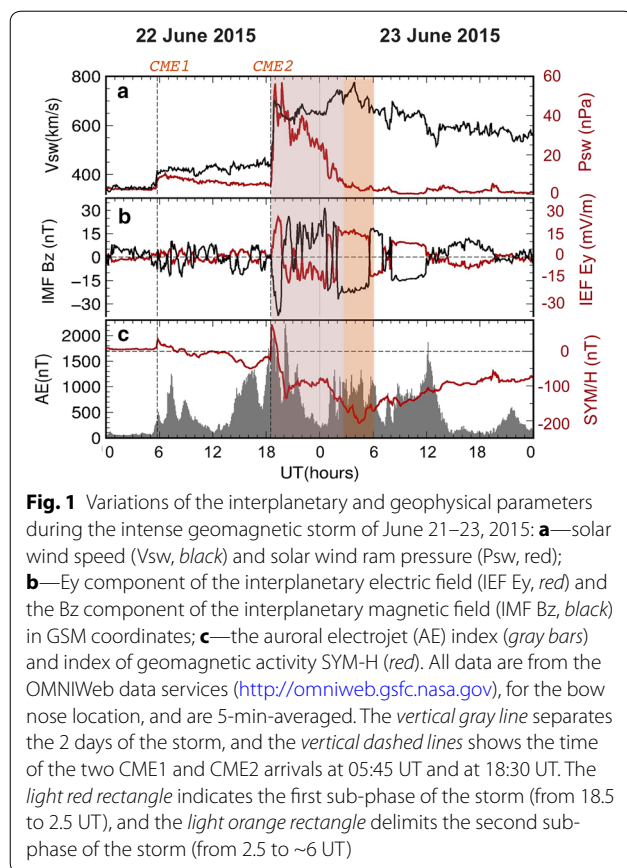 22 June 2015 23 June 2015
CME1 CME2
a
800
600
400
Vsw(km/s)
60
40
20
0
Psw (nPa)
b
30
15
0
-15
-30
IMF Bz (nT)
30
15
0
-15
-30
IEF Ey (mV/m)
c
2000
1500
1000
500
0
AE(nT)
0
-100
-200
SYM/H (nT)
0 6 12 18 0 6 12 18 0
UT(hours)
Fig. 1 Variations of the interplanetary and geophysical parameters
during the intense geomagnetic storm of June 21–23, 2015: a—solar
wind speed (Vsw, black) and solar wind ram pressure (Psw, red);
b—Ey component of the interplanetary electric field (IEF Ey, red) and
the Bz component of the interplanetary magnetic field (IMF Bz, black)
in GSM coordinates; c—the auroral electrojet (AE) index (gray bars)
and index of geomagnetic activity SYM-H (red). All data are from the
OMNIWeb data services (http://omniweb.gsfc.nasa.gov), for the bow
nose location, and are 5-min-averaged. The vertical gray line separates
the 2 days of the storm, and the vertical dashed lines shows the time
of the two CME1 and CME2 arrivals at 05:45 UT and at 18:30 UT. The
light red rectangle indicates the first sub-phase of the storm (from 18.5
to 2.5 UT), and the light orange rectangle delimits the second sub-
phase of the storm (from 2.5 to ~6 UT)